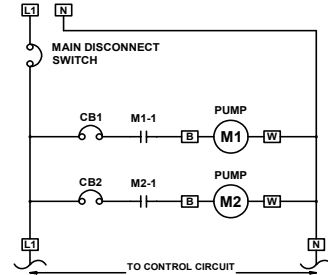 L1 N
MAIN DISCONNECT
SWITCH
CB1 M1-1 PUMP
B M1 W
CB2 M2-1 PUMP
B M2 W
L1 N
TO CONTROL CIRCUIT